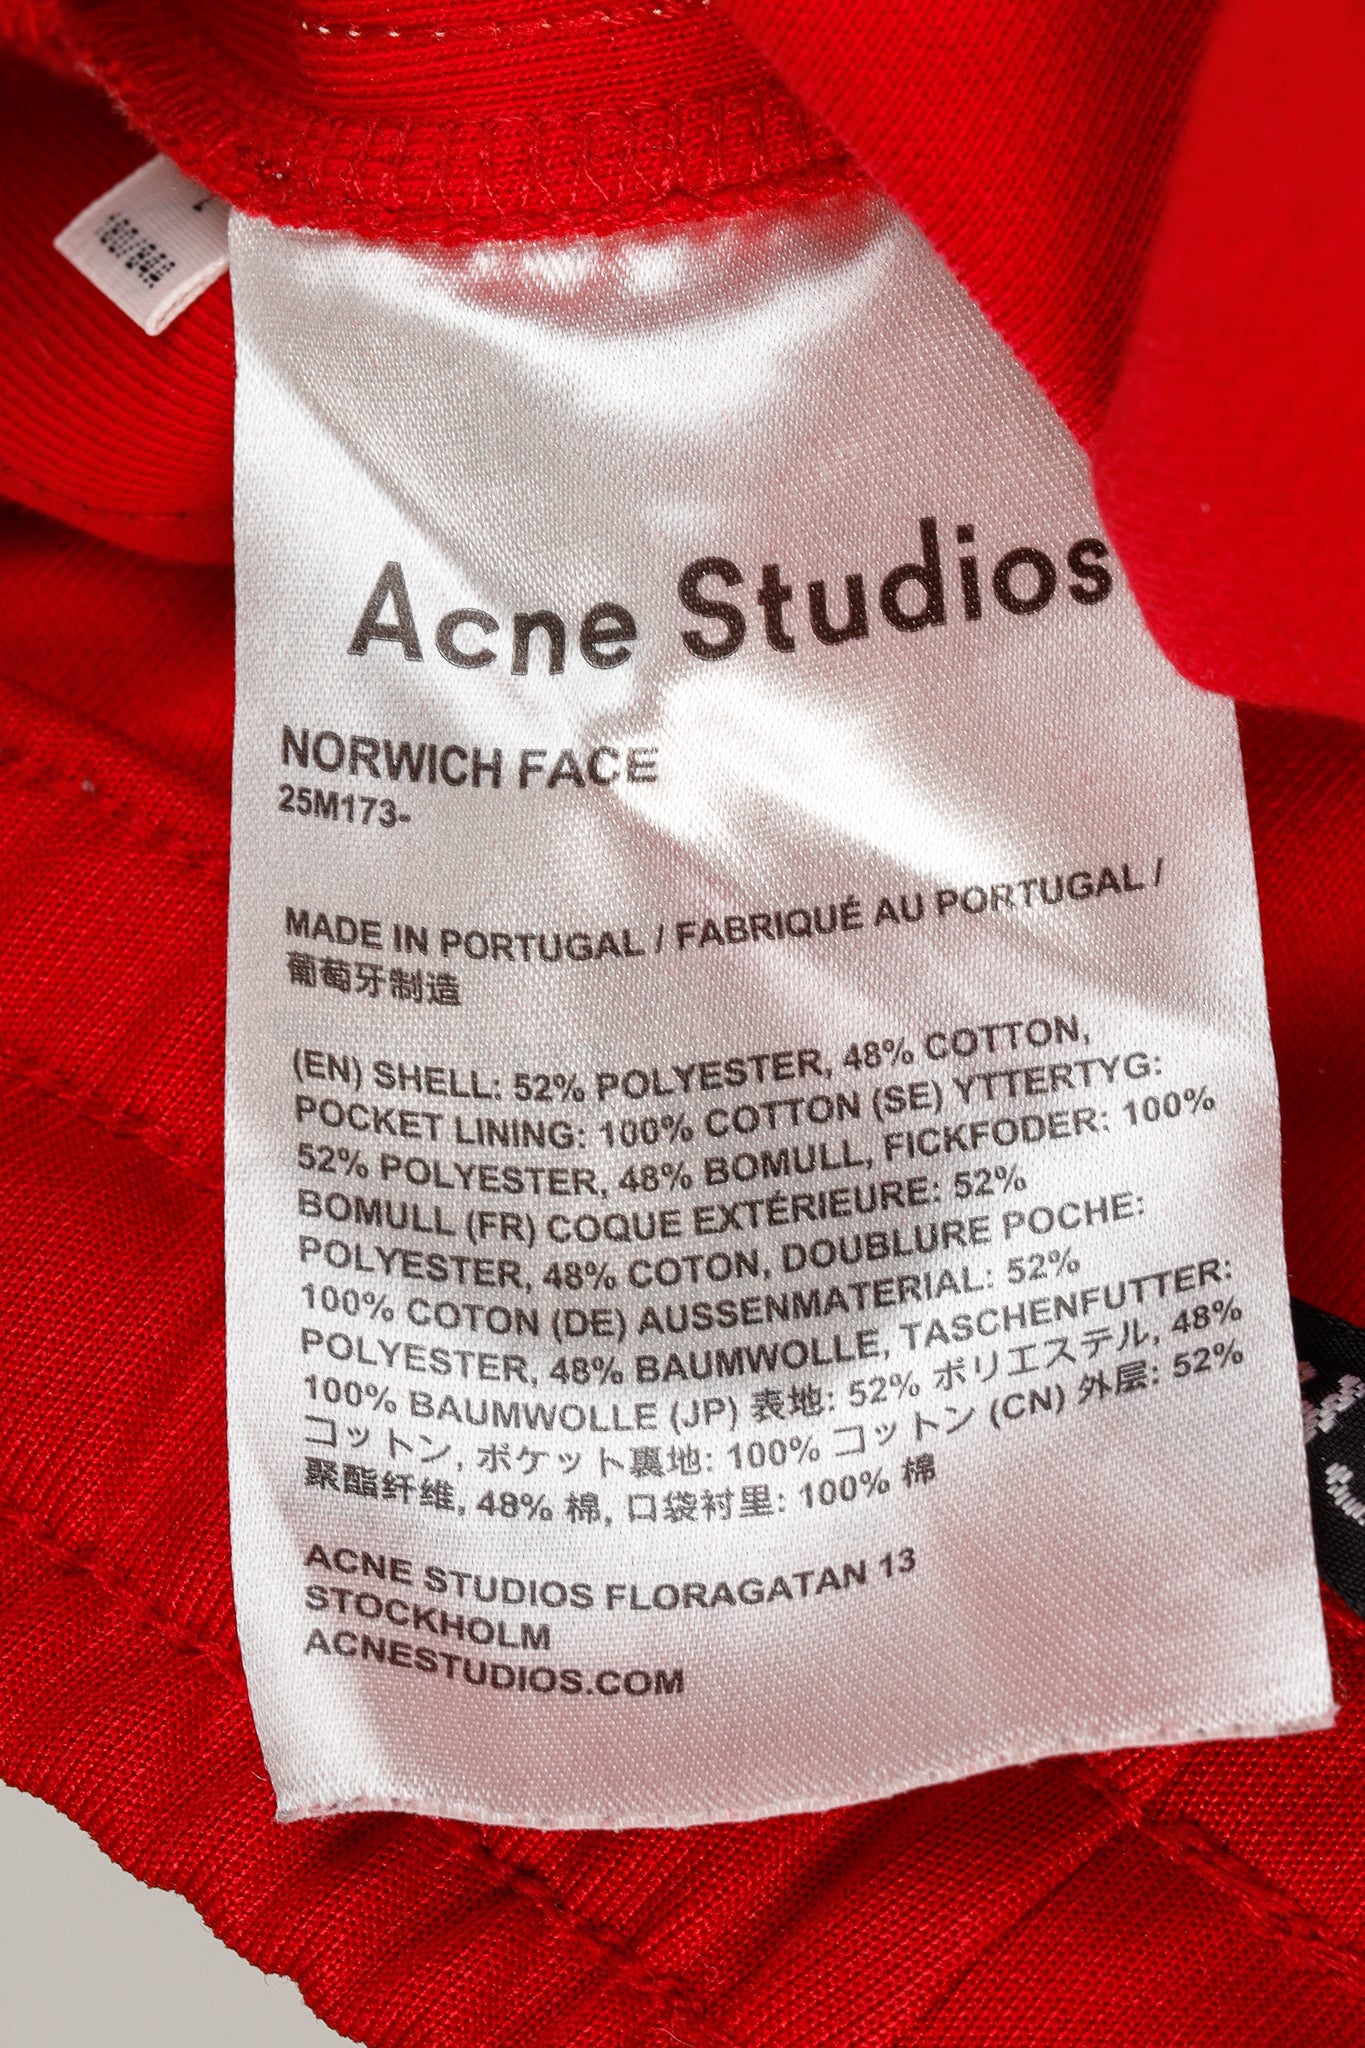 Acne Studios
NORWICH FACE
25M173-
MADE IN PORTUGAL / FABRIQUÉ AU PORTUGAL /
葡萄牙制造
(EN) SHELL: 52% POLYESTER, 48% COTTON,
POCKET LINING: 100% COTTON (SE) YTTERTYG:
52% POLYESTER, 48% BOMULL, FICKFODER: 100%
BOMULL (FR) COQUE EXTÉRIEURE: 52%
POLYESTER, 48% COTON, DOUBLURE POCHE:
100% COTON (DE) AUSSENMATERIAL: 52%
POLYESTER, 48% BAUMWOLLE, TASCHENFUTTER:
100% BAUMWOLLE (JP) 表地: 52% ポリエステル, 48%
コットン, ポケット裏地: 100% コットン (CN) 外层: 52%
聚酯纤维, 48% 棉, 口袋衬里: 100% 棉
ACNE STUDIOS FLORAGATAN 13
STOCKHOLM
ACNESTUDIOS.COM